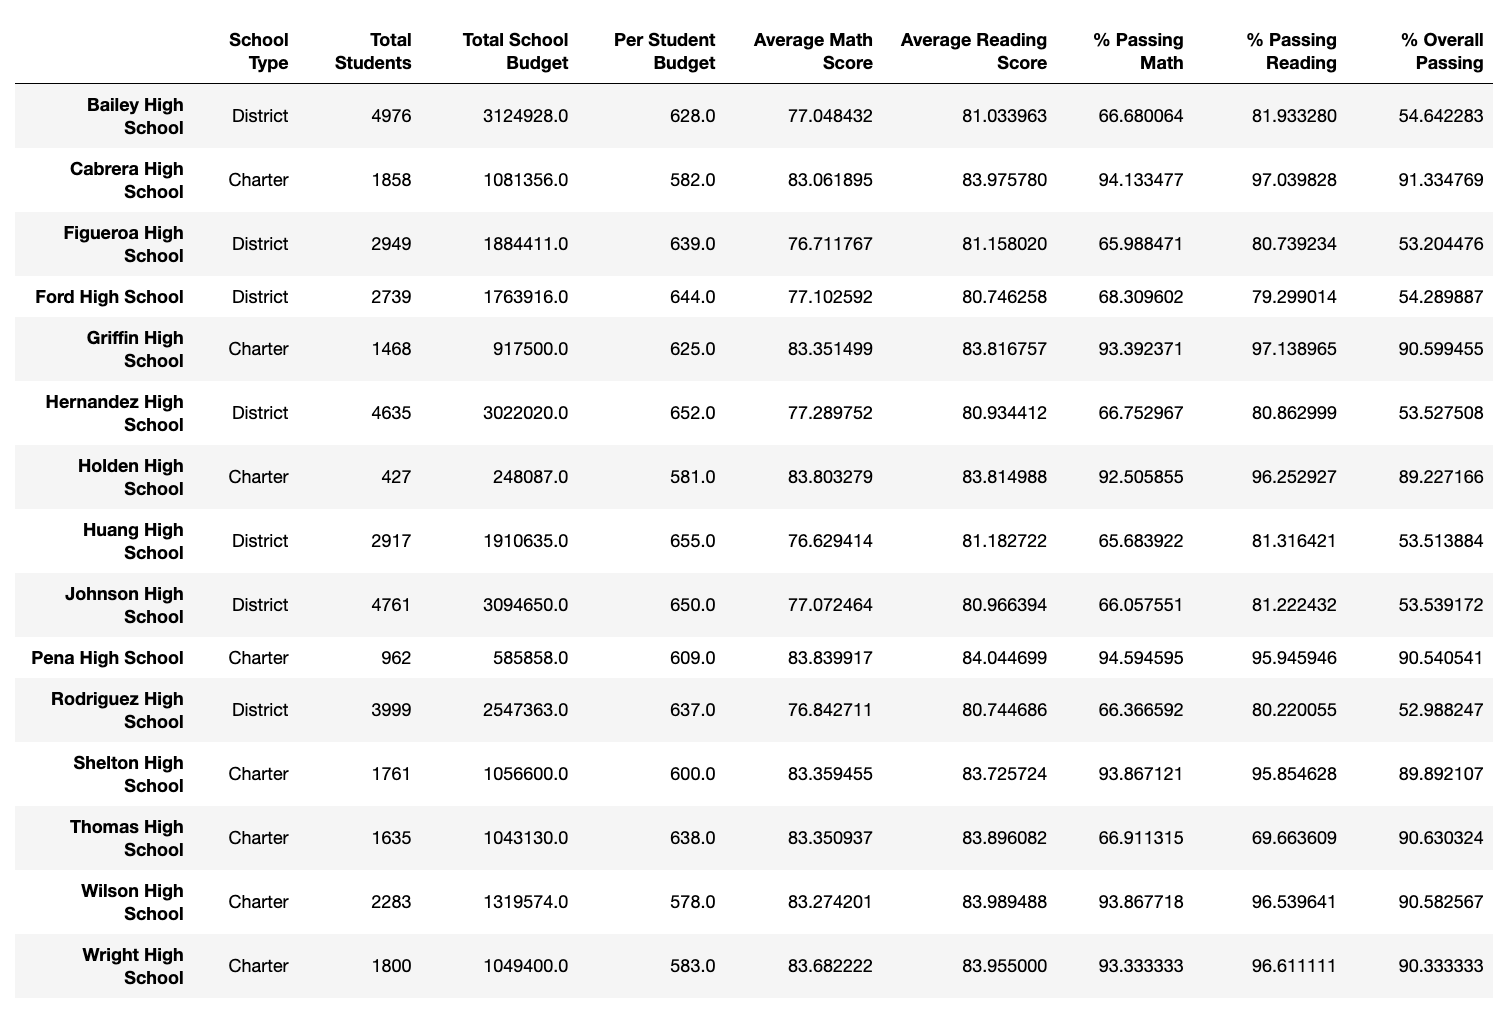 School Type Total Students Total School Budget Per Student Budget Average Math Score Average Reading Score % Passing Math % Passing Reading % Overall Passing
Bailey High School District 4976 3124928.0 628.0 77.048432 81.033963 66.680064 81.933280 54.642283
Cabrera High School Charter 1858 1081356.0 582.0 83.061895 83.975780 94.133477 97.039828 91.334769
Figueroa High School District 2949 1884411.0 639.0 76.711767 81.158020 65.988471 80.739234 53.204476
Ford High School District 2739 1763916.0 644.0 77.102592 80.746258 68.309602 79.299014 54.289887
Griffin High School Charter 1468 917500.0 625.0 83.351499 83.816757 93.392371 97.138965 90.599455
Hernandez High School District 4635 3022020.0 652.0 77.289752 80.934412 66.752967 80.862999 53.527508
Holden High School Charter 427 248087.0 581.0 83.803279 83.814988 92.505855 96.252927 89.227166
Huang High School District 2917 1910635.0 655.0 76.629414 81.182722 65.683922 81.316421 53.513884
Johnson High School District 4761 3094650.0 650.0 77.072464 80.966394 66.057551 81.222432 53.539172
Pena High School Charter 962 585858.0 609.0 83.839917 84.044699 94.594595 95.945946 90.540541
Rodriguez High School District 3999 2547363.0 637.0 76.842711 80.744686 66.366592 80.220055 52.988247
Shelton High School Charter 1761 1056600.0 600.0 83.359455 83.725724 93.867121 95.854628 89.892107
Thomas High School Charter 1635 1043130.0 638.0 83.350937 83.896082 66.911315 69.663609 90.630324
Wilson High School Charter 2283 1319574.0 578.0 83.274201 83.989488 93.867718 96.539641 90.582567
Wright High School Charter 1800 1049400.0 583.0 83.682222 83.955000 93.333333 96.611111 90.333333